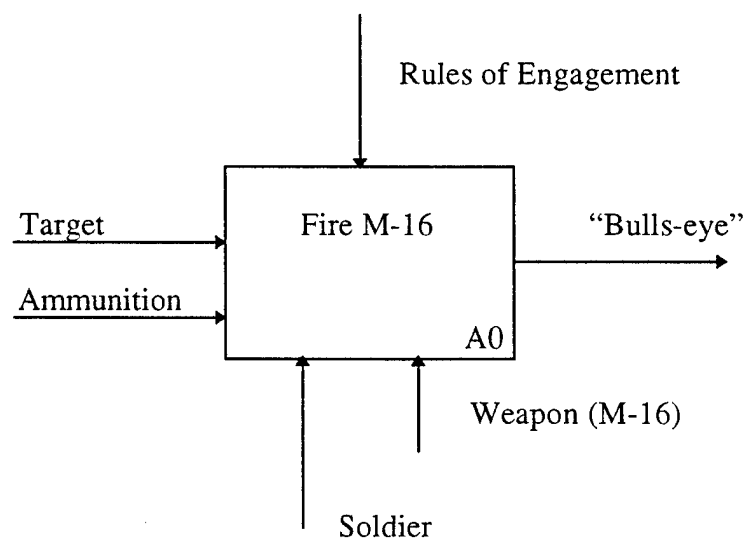 Rules of Engagement
Target
Fire M-16
“Bulls-eye”
Ammunition
A0
Weapon (M-16)
Soldier